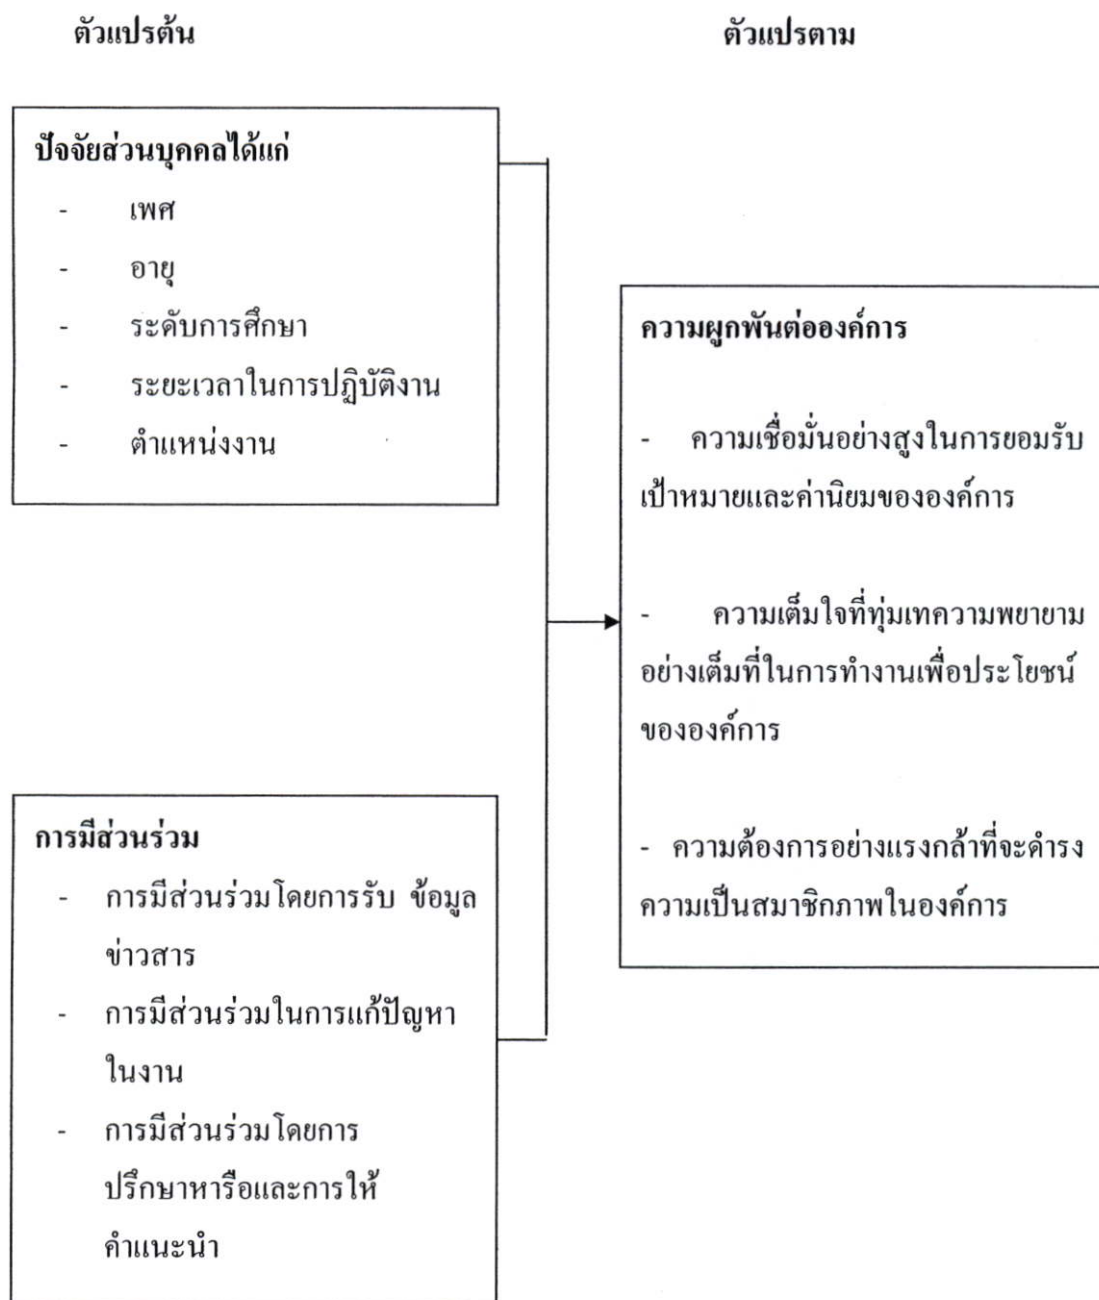 ตัวแปรต้น
ตัวแปรตาม
ปัจจัยส่วนบุคคลได้แก่
- เพศ
- อายุ
- ระดับการศึกษา
- ระยะเวลาในการปฏิบัติงาน
- ตำแหน่งงาน
การมีส่วนร่วม
- การมีส่วนร่วมโดยการรับ ข้อมูล
ข่าวสาร
- การมีส่วนร่วมในการแก้ปัญหา
ในงาน
- การมีส่วนร่วมโดยการ
ปรึกษาหารือและการให้
คำแนะนำ
ความผูกพันต่อองค์การ
- ความเชื่อมั่นอย่างสูงในการยอมรับ
เป้าหมายและค่านิยมขององค์การ
- ความเต็มใจที่ทุ่มเทความพยายาม
อย่างเต็มที่ในการทำงานเพื่อประโยชน์
ขององค์การ
- ความต้องการอย่างแรงกล้าที่จะดำรง
ความเป็นสมาชิกภาพในองค์การ